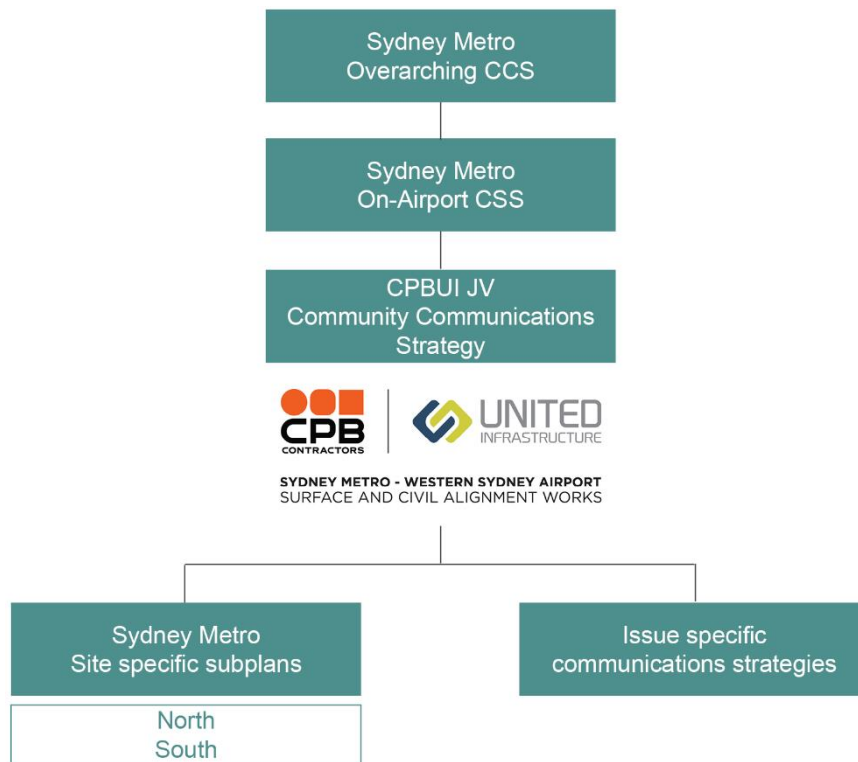 Sydney Metro
Overarching CCS
Sydney Metro
On-Airport CSS
CPBUI JV
Community Communications
Strategy
CPB
CONTRACTORS
UNITED
INFRASTRUCTURE
SYDNEY METRO - WESTERN SYDNEY AIRPORT
SURFACE AND CIVIL ALIGNMENT WORKS
Sydney Metro
Site specific subplans
North
South
Issue specific
communications strategies